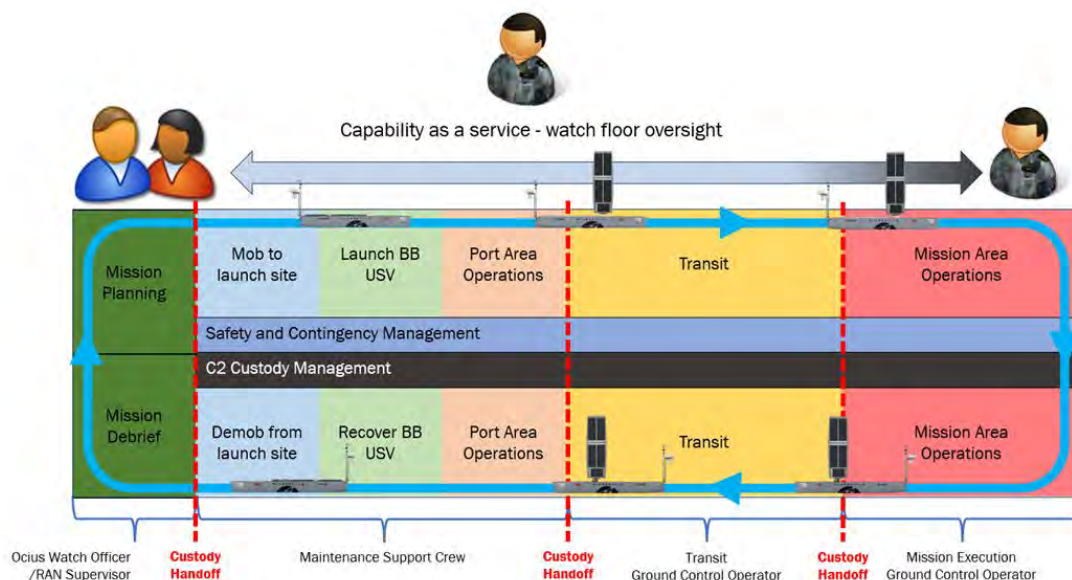 Capability as a service - watch floor oversight
Mission
Planning
Mob to
launch site
Launch BB
USV
Port Area
Operations
Transit
Mission Area
Operations
Safety and Contingency Management
C2 Custody Management
Mission
Debrief
Demob from
launch site
Recover BB
USV
Port Area
Operations
Transit
Mission Area
Operations
Ocius Watch Officer
/RAN Supervisor
Custody
Handoff
Maintenance Support Crew
Custody
Handoff
Transit
Ground Control Operator
Custody
Handoff
Mission Execution
Ground Control Operator